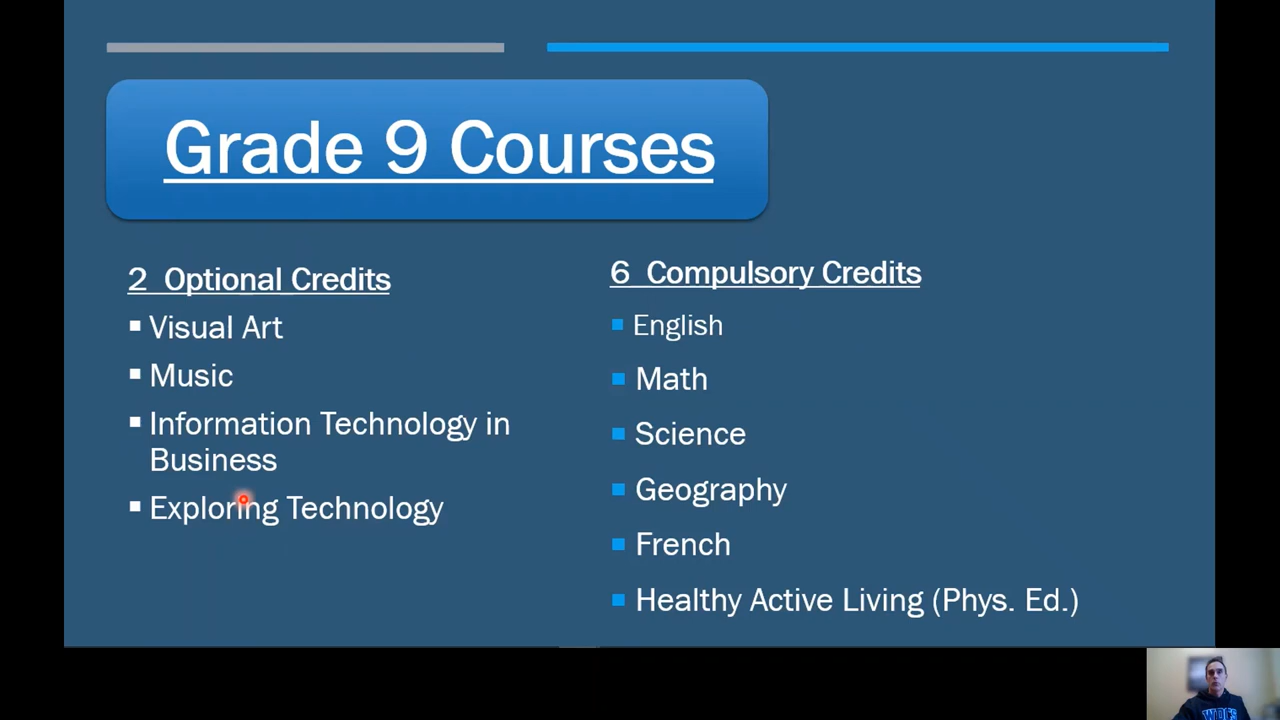 Grade 9 Courses
2 Optional Credits
Visual Art
Music
Information Technology in
Business
Exploring Technology
6 Compulsory Credits
English
Math
Science
Geography
French
Healthy Active Living (Phys. Ed.)